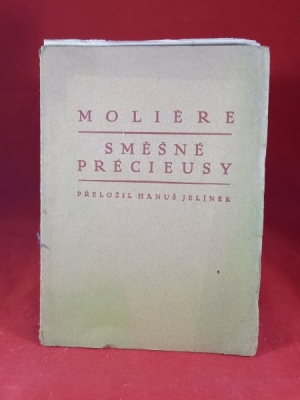 MOLIÈRE
SMĚŠNÉ
PRÉCIEUSY
PŘELOŽIL HANUŠ JELÍNEK